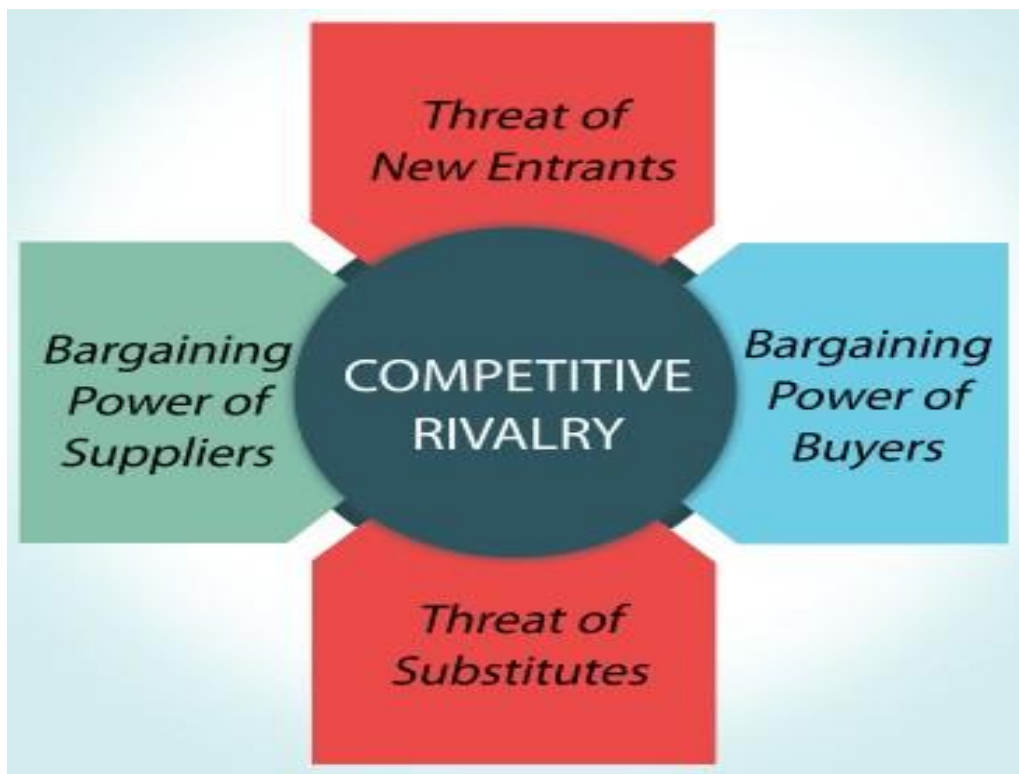 Threat of
New Entrants
Bargaining
Power of
Suppliers
COMPETITIVE
RIVALRY
Bargaining
Power of
Buyers
Threat of
Substitutes